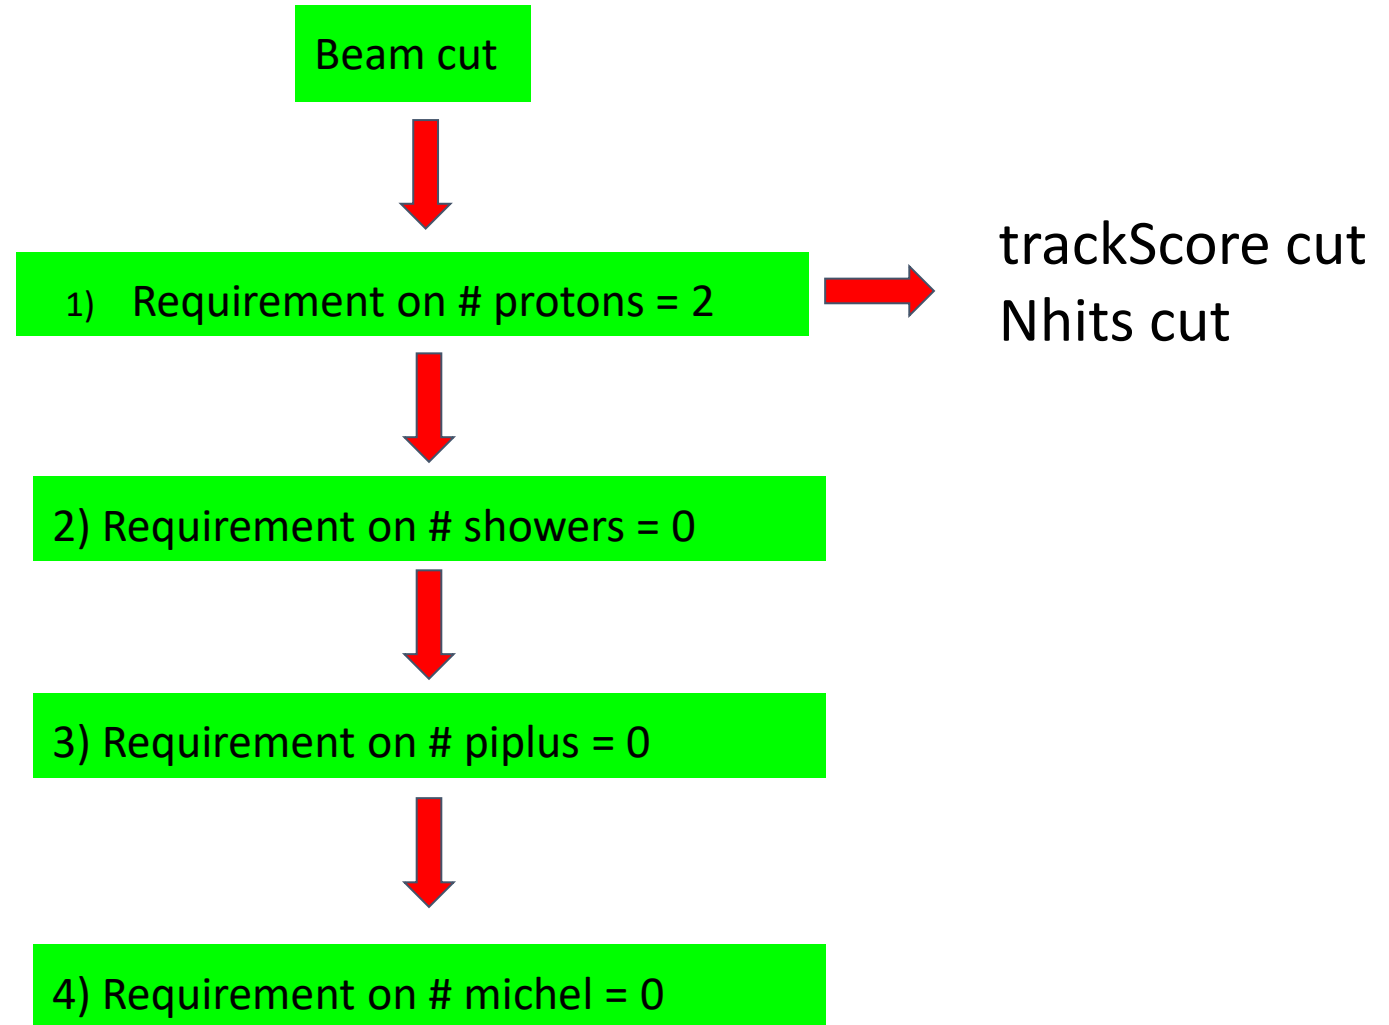 Beam cut
1) Requirement on # protons = 2
trackScore cut
Nhits cut
2) Requirement on # showers = 0
3) Requirement on # piplus = 0
4) Requirement on # michel = 0